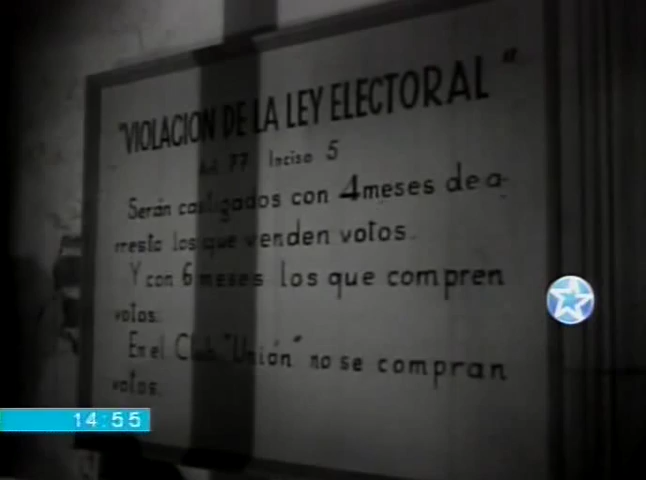 "VIOLACION DE LA LEY ELECTORAL"
Art. 77 Inciso 5
Serán castigados con 4 meses de a-
rresto los que venden votos.
Y con 6 meses los que compren
votos.
En el Club "Unión" no se compran
votos.
14:55